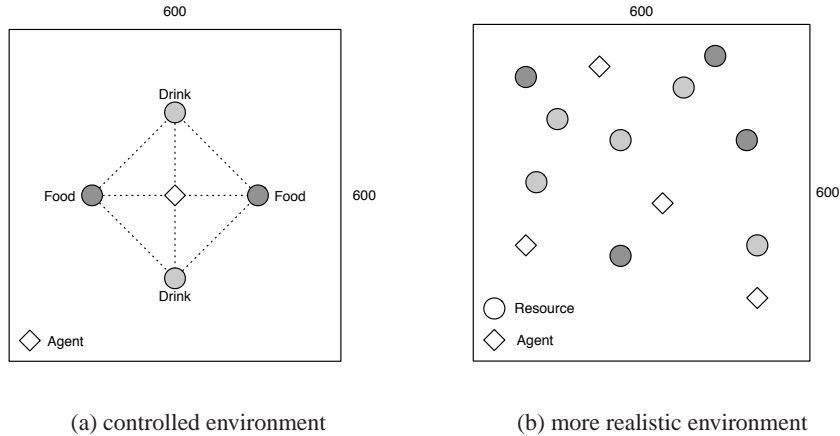 600
Drink
Food
Food
600
Drink
Agent
(a) controlled environment
600
600
Resource
Agent
(b) more realistic environment